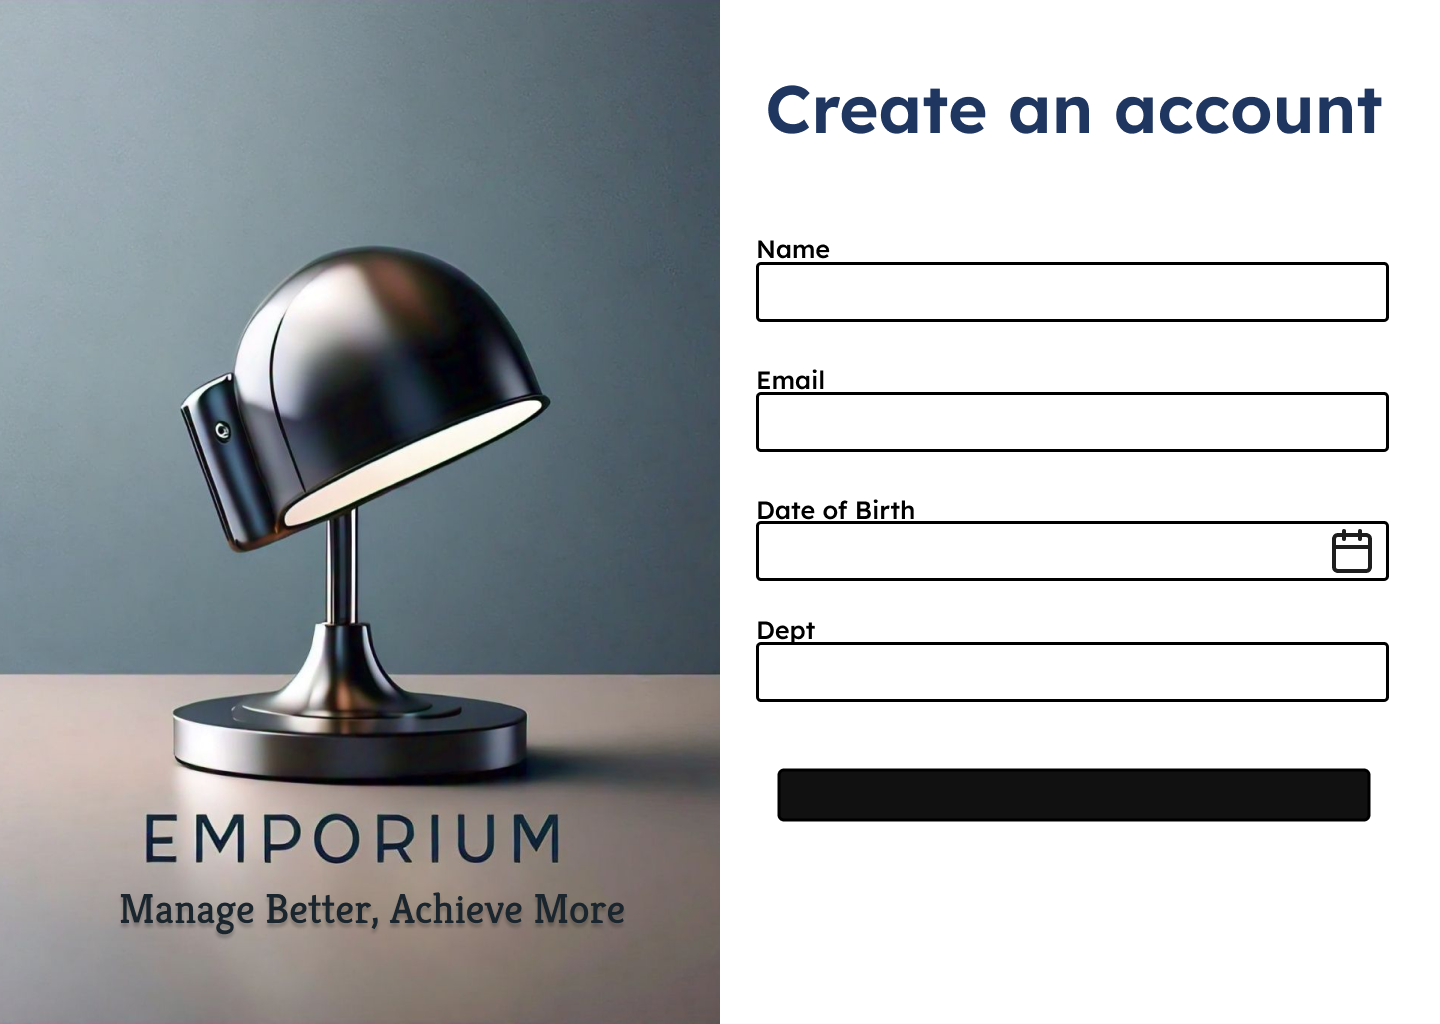 Create an account
Name
Email
Date of Birth
Dept
EMPORIUM
Manage Better, Achieve More